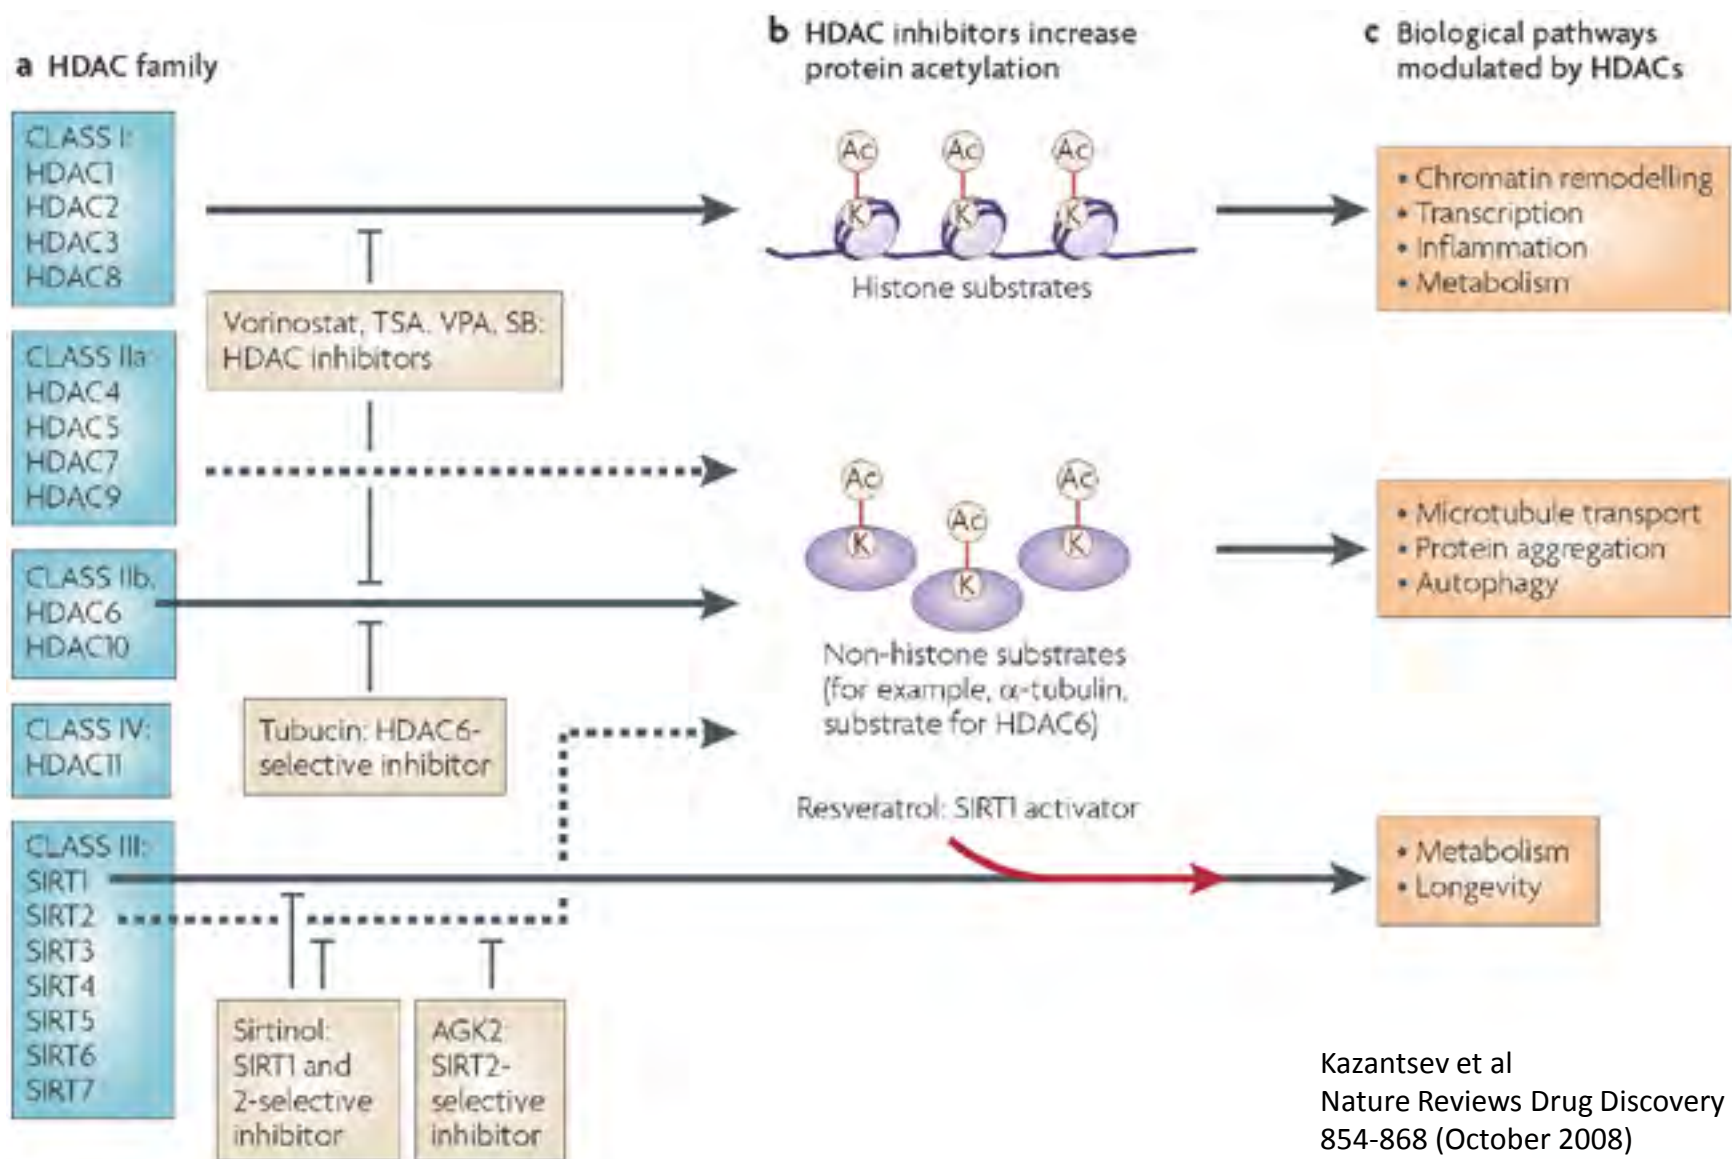 a HDAC family
CLASS I:
HDAC1
HDAC2
HDAC3
HDAC8
CLASS IIa
HDAC4
HDAC5
HDAC7
HDAC9
CLASS IIb,
HDAC6
HDAC10
CLASS IV:
HDAC11
CLASS III:
SIRT1
SIRT2
SIRT3
SIRT4
SIRT5
SIRT6
SIRT7
Vorinostat, TSA, VPA, SB:
HDAC inhibitors
Tubucin: HDAC6-
selective inhibitor
Sirtinol:
SIRT1 and
2-selective
inhibitor
AGK2
SIRT2-
selective
inhibitor
b HDAC inhibitors increase
protein acetylation
Ac Ac Ac
K K K
Histone substrates
Ac Ac Ac
K K K
Non-histone substrates
(for example, α-tubulin,
substrate for HDAC6)
Resveratrol: SIRT1 activator
c Biological pathways
modulated by HDACs
• Chromatin remodelling
• Transcription
• Inflammation
• Metabolism
• Microtubule transport
• Protein aggregation
• Autophagy
• Metabolism
• Longevity
Kazantsev et al
Nature Reviews Drug Discovery
854-868 (October 2008)